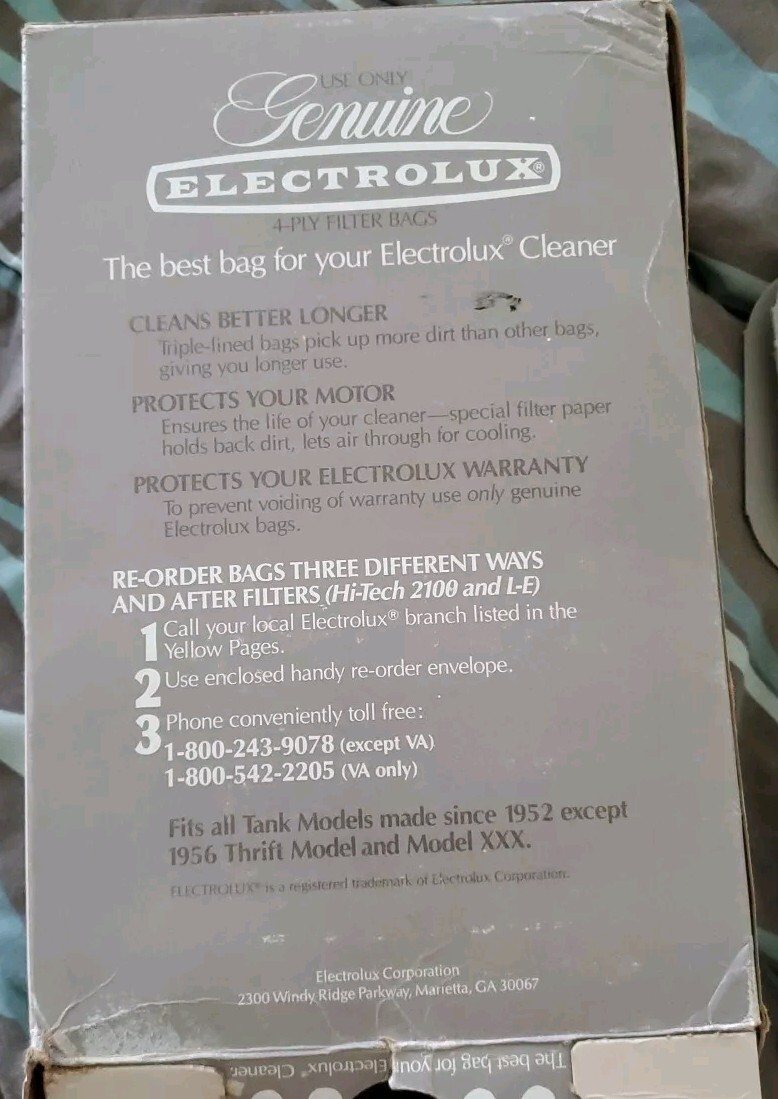 USE ONLY
Genuine
ELECTROLUX®
4-PLY FILTER BAGS
The best bag for your Electrolux® Cleaner
CLEANS BETTER LONGER
Triple-lined bags pick up more dirt than other bags,
giving you longer use.
PROTECTS YOUR MOTOR
Ensures the life of your cleaner—special filter paper
holds back dirt, lets air through for cooling.
PROTECTS YOUR ELECTROLUX WARRANTY
To prevent voiding of warranty use only genuine
Electrolux bags.
RE-ORDER BAGS THREE DIFFERENT WAYS
AND AFTER FILTERS (Hi-Tech 2100 and L-E)
1 Call your local Electrolux® branch listed in the
Yellow Pages.
2 Use enclosed handy re-order envelope.
3 Phone conveniently toll free:
1-800-243-9078 (except VA)
1-800-542-2205 (VA only)
Fits all Tank Models made since 1952 except
1956 Thrift Model and Model XXX.
ELECTROLUX® is a registered trademark of Electrolux Corporation.
Electrolux Corporation
2300 Windy Ridge Parkway, Marietta, GA 30067
The best bag for your Electrolux® Cleaner.